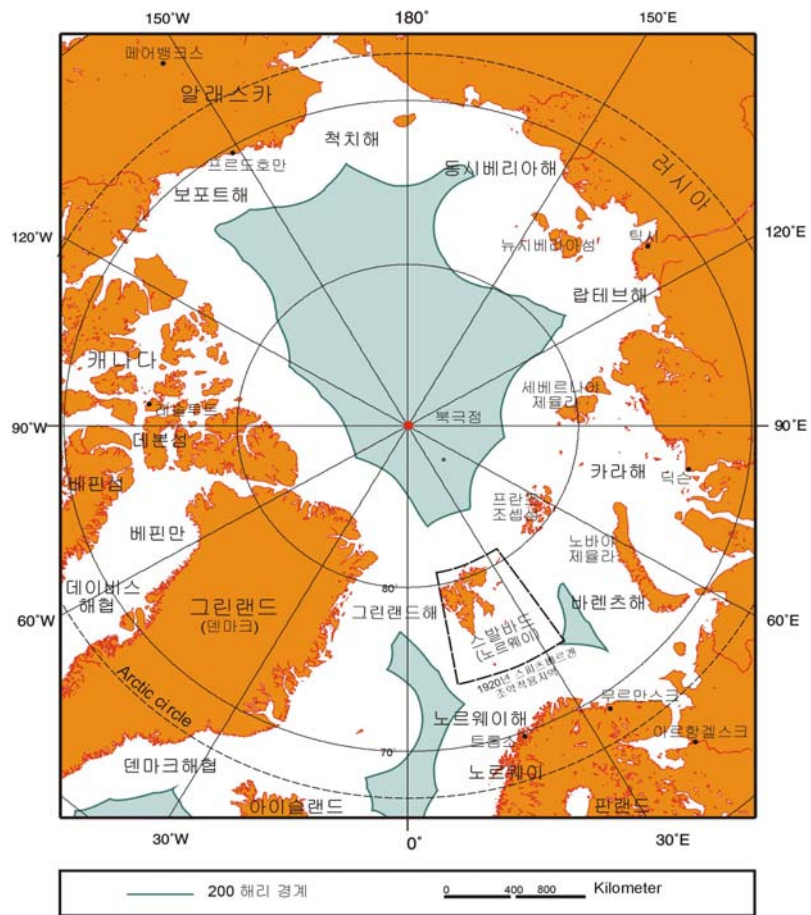 150°W
180°
150°E
페어뱅크스
알래스카
척치해
프르도호만
동시베리아해
러시아
보포트해
120°W
뉴지베리아섬
틱시
120°E
랍테브해
캐나다
세베르나야
제믈랴
레솔루트
북극점
90°W
데본섬
90°E
카라해
딕슨
배핀섬
프란츠
조셉섬
노바야
제믈랴
베핀만
데이비스
해협
80°
그린랜드
(덴마크)
그린랜드해
바렌츠해
60°W
스발바드
(노르웨이)
60°E
1920년 스피츠베르겐
조약적용지역
Arctic circle
노르웨이해
무르만스크
트롬소
아르항겔스크
70°
덴마크해협
노르웨이
아이슬랜드
핀랜드
30°W
0°
30°E
200 해리 경계
0 400 800
Kilometer